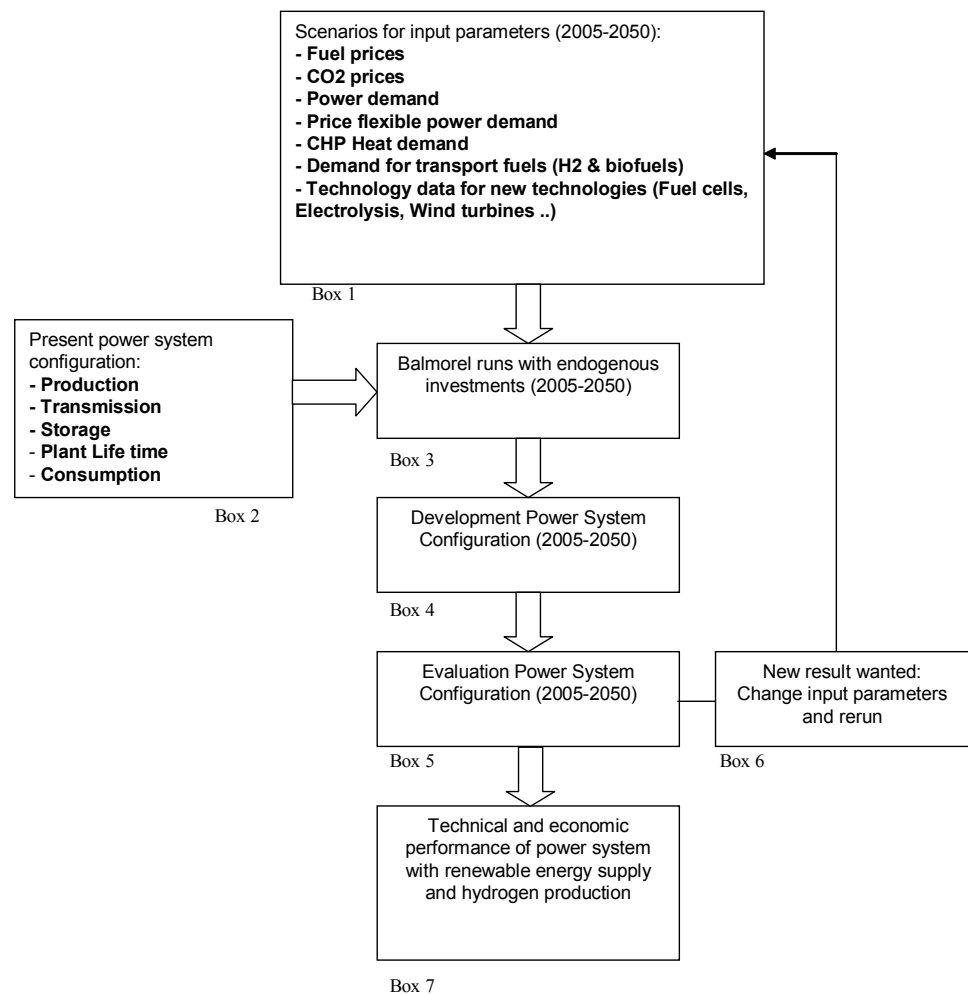 Scenarios for input parameters (2005-2050):
- Fuel prices
- CO2 prices
- Power demand
- Price flexible power demand
- CHP Heat demand
- Demand for transport fuels (H2 & biofuels)
- Technology data for new technologies (Fuel cells,
Electrolysis, Wind turbines ..)
Box 1
Present power system
configuration:
- Production
- Transmission
- Storage
- Plant Life time
- Consumption
Box 2
Balmorel runs with endogenous
investments (2005-2050)
Box 3
Development Power System
Configuration (2005-2050)
Box 4
Evaluation Power System
Configuration (2005-2050)
Box 5
New result wanted:
Change input parameters
and rerun
Box 6
Technical and economic
performance of power system
with renewable energy supply
and hydrogen production
Box 7